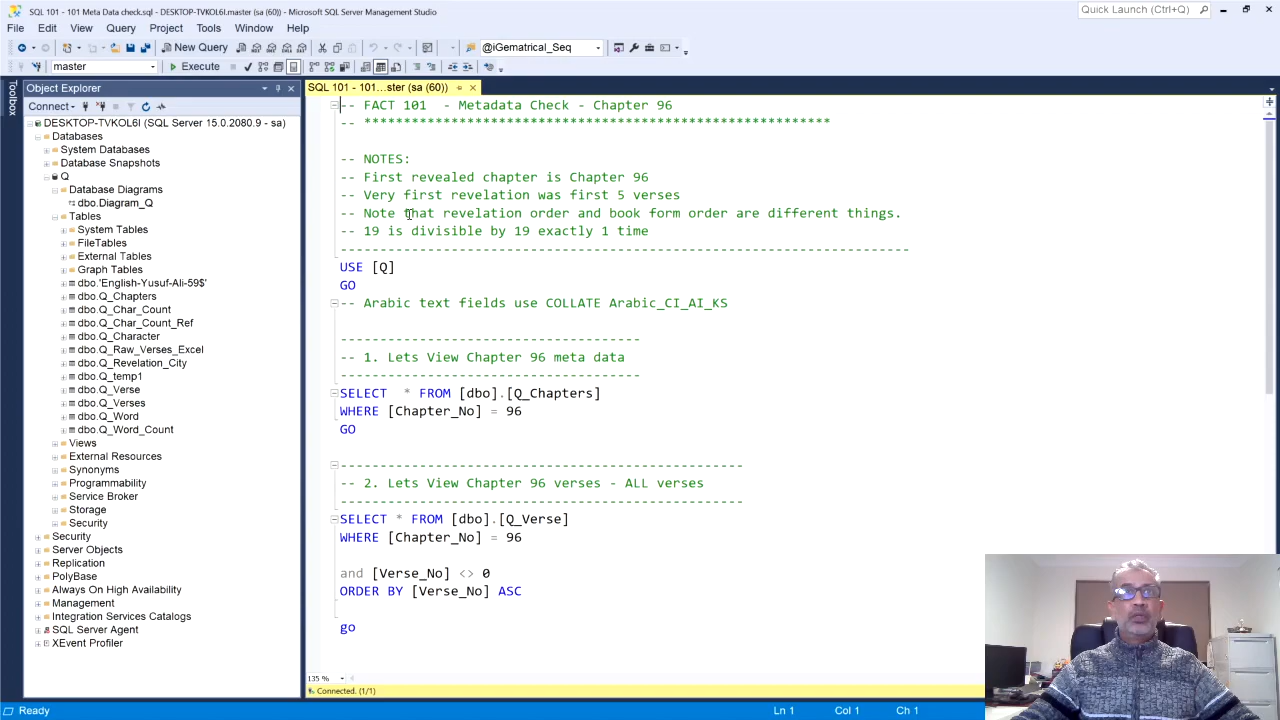 SQL 101 - 101 Meta Data check.sql - DESKTOP-TVKOL6I.master (sa (60)) - Microsoft SQL Server Management Studio
Quick Launch (Ctrl+Q)
File Edit View Query Project Tools Window Help
New Query
@iGematrical_Seq
master
Execute
Toolbox
Object Explorer
SQL 101 - 101...ster (sa (60))
Connect
DESKTOP-TVKOL6I (SQL Server 15.0.2080.9 - sa)
Databases
System Databases
Database Snapshots
Q
Database Diagrams
dbo.Diagram_Q
Tables
System Tables
FileTables
External Tables
Graph Tables
dbo.'English-Yusuf-Ali-59$'
dbo.Q_Chapters
dbo.Q_Char_Count
dbo.Q_Char_Count_Ref
dbo.Q_Character
dbo.Q_Raw_Verses_Excel
dbo.Q_Revelation_City
dbo.Q_temp1
dbo.Q_Verse
dbo.Q_Verses
dbo.Q_Word
dbo.Q_Word_Count
Views
External Resources
Synonyms
Programmability
Service Broker
Storage
Security
Security
Server Objects
Replication
PolyBase
Always On High Availability
Management
Integration Services Catalogs
SQL Server Agent
XEvent Profiler
-- FACT 101  - Metadata Check - Chapter 96
-- ***********************************************************
-- NOTES:
-- First revealed chapter is Chapter 96
-- Very first revelation was first 5 verses
-- Note that revelation order and book form order are different things.
-- 19 is divisible by 19 exactly 1 time
------------------------------------------------------------------------
USE [Q]
GO
-- Arabic text fields use COLLATE Arabic_CI_AI_KS
--------------------------------------
-- 1. Lets View Chapter 96 meta data
--------------------------------------
SELECT  * FROM [dbo].[Q_Chapters]
WHERE [Chapter_No] = 96
GO
---------------------------------------------------
-- 2. Lets View Chapter 96 verses - ALL verses
---------------------------------------------------
SELECT * FROM [dbo].[Q_Verse]
WHERE [Chapter_No] = 96
and [Verse_No] <> 0
ORDER BY [Verse_No] ASC
go
135 %
Connected. (1/1)
Ready
Ln 1
Col 1
Ch 1